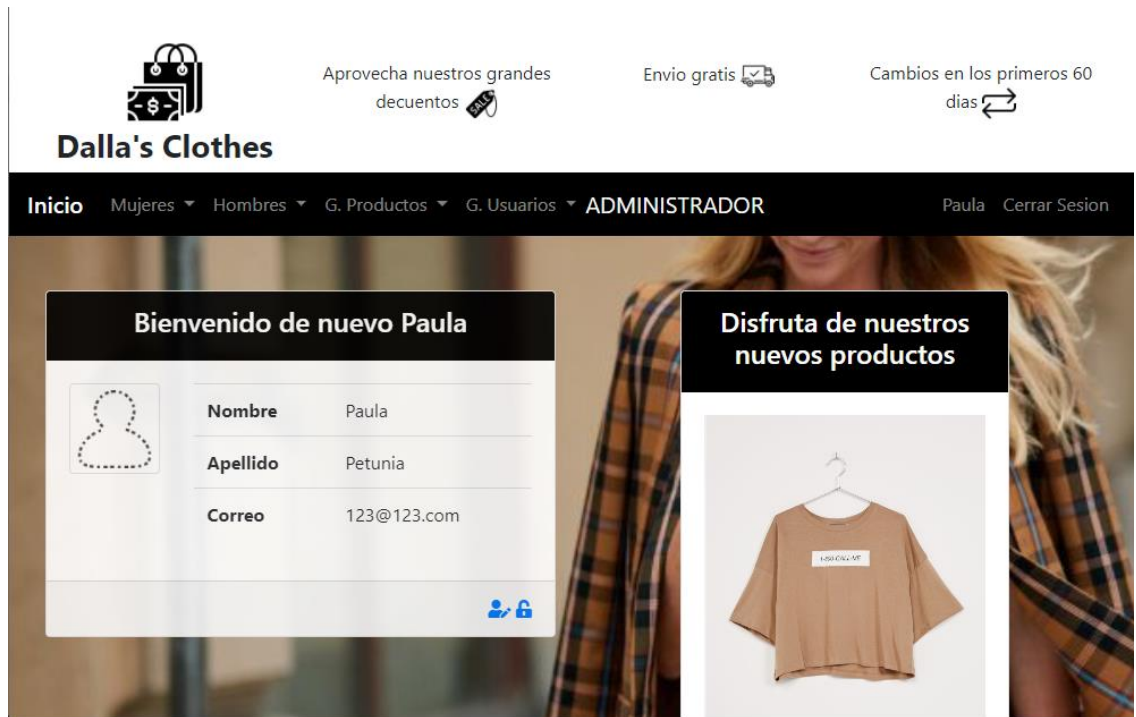 Aprovecha nuestros grandes
decuentos SALE
Envio gratis
Cambios en los primeros 60
dias
-$-
Dalla's Clothes
Inicio Mujeres Hombres G. Productos G. Usuarios ADMINISTRADOR Paula Cerrar Sesion
Bienvenido de nuevo Paula
Nombre Paula
Apellido Petunia
Correo 123@123.com
Disfruta de nuestros
nuevos productos